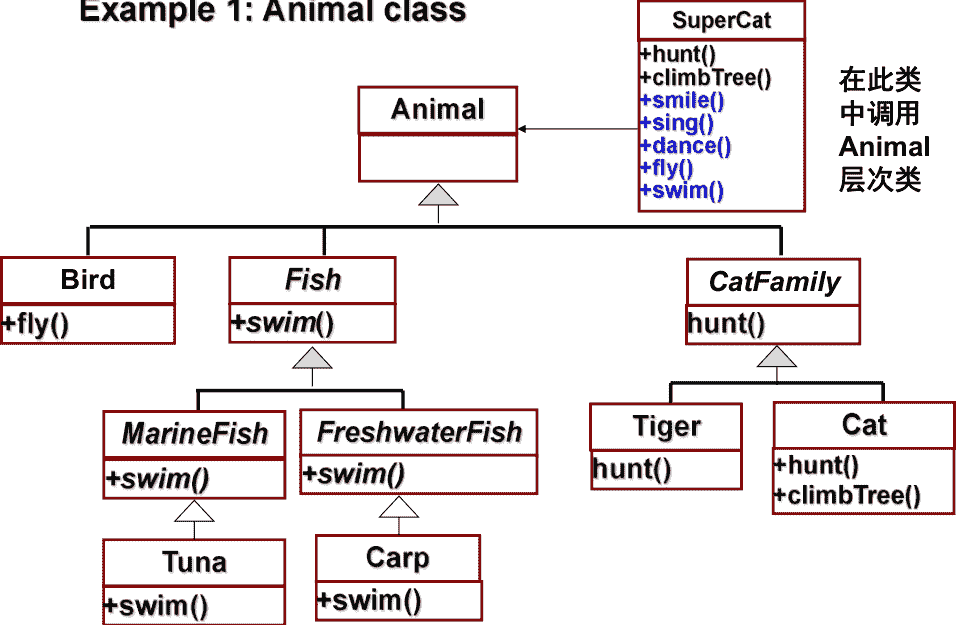 Example 1: Animal class
SuperCat
+hunt()
+climbTree()
+smile()
+sing()
+dance()
+fly()
+swim()
在此类
中调用
Animal
层次类
Animal
Bird
+fly()
Fish
+swim()
CatFamily
hunt()
MarineFish
+swim()
FreshwaterFish
+swim()
Tiger
hunt()
Cat
+hunt()
+climbTree()
Tuna
+swim()
Carp
+swim()